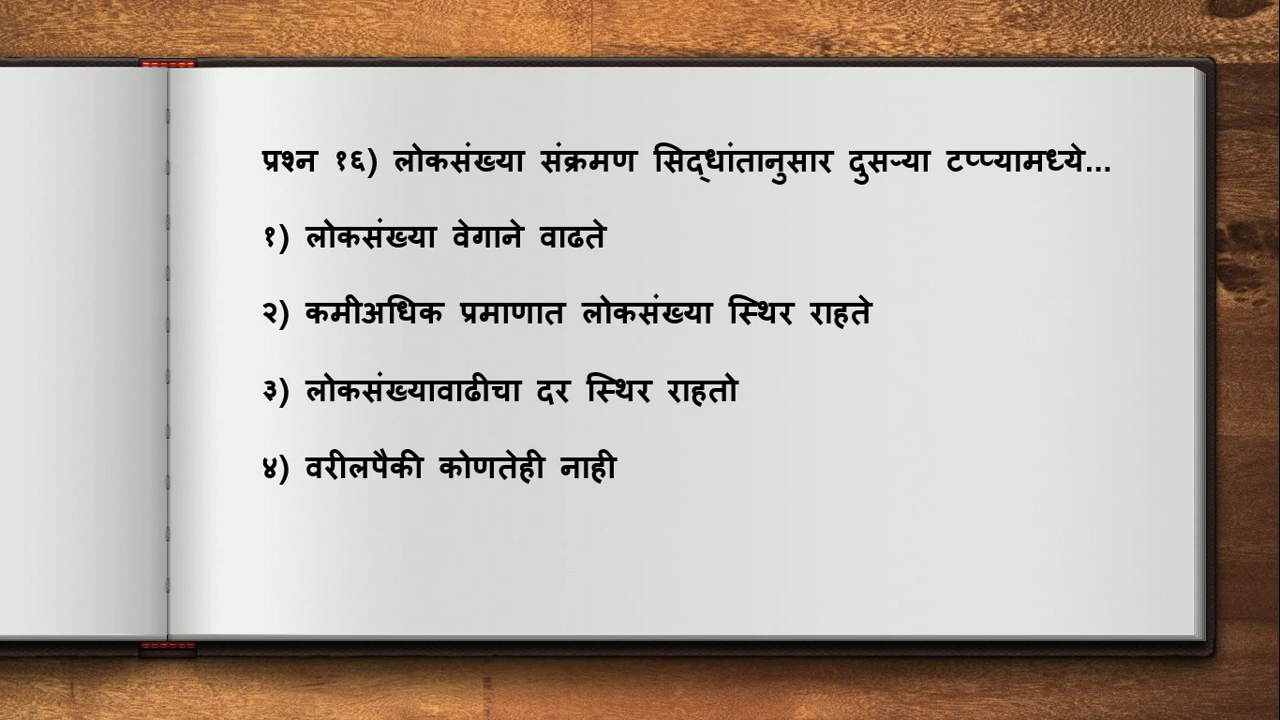 प्रश्न १६) लोकसंख्या संक्रमण सिद्धांतानुसार दुसऱ्या टप्प्यामध्ये...
१) लोकसंख्या वेगाने वाढते
२) कमीअधिक प्रमाणात लोकसंख्या स्थिर राहते
३) लोकसंख्यावाढीचा दर स्थिर राहतो
४) वरीलपैकी कोणतेही नाही